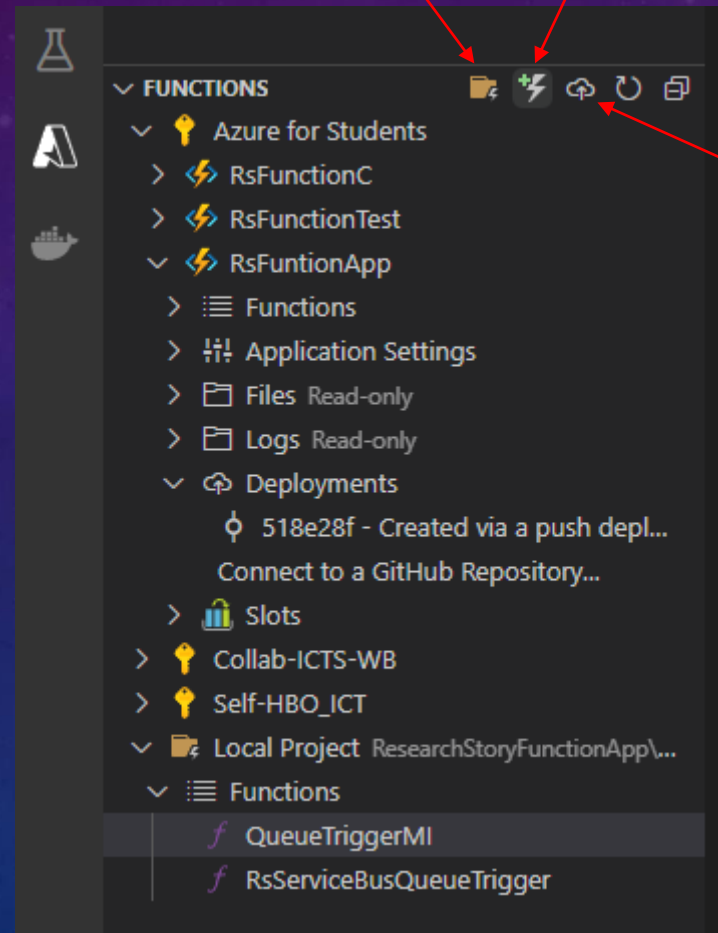 FUNCTIONS
Azure for Students
RsFunctionC
RsFunctionTest
RsFuntionApp
Functions
Application Settings
Files Read-only
Logs Read-only
Deployments
518e28f - Created via a push depl...
Connect to a GitHub Repository...
Slots
Collab-ICTS-WB
Self-HBO_ICT
Local Project ResearchStoryFunctionApp\...
Functions
QueueTriggerMI
RsServiceBusQueueTrigger